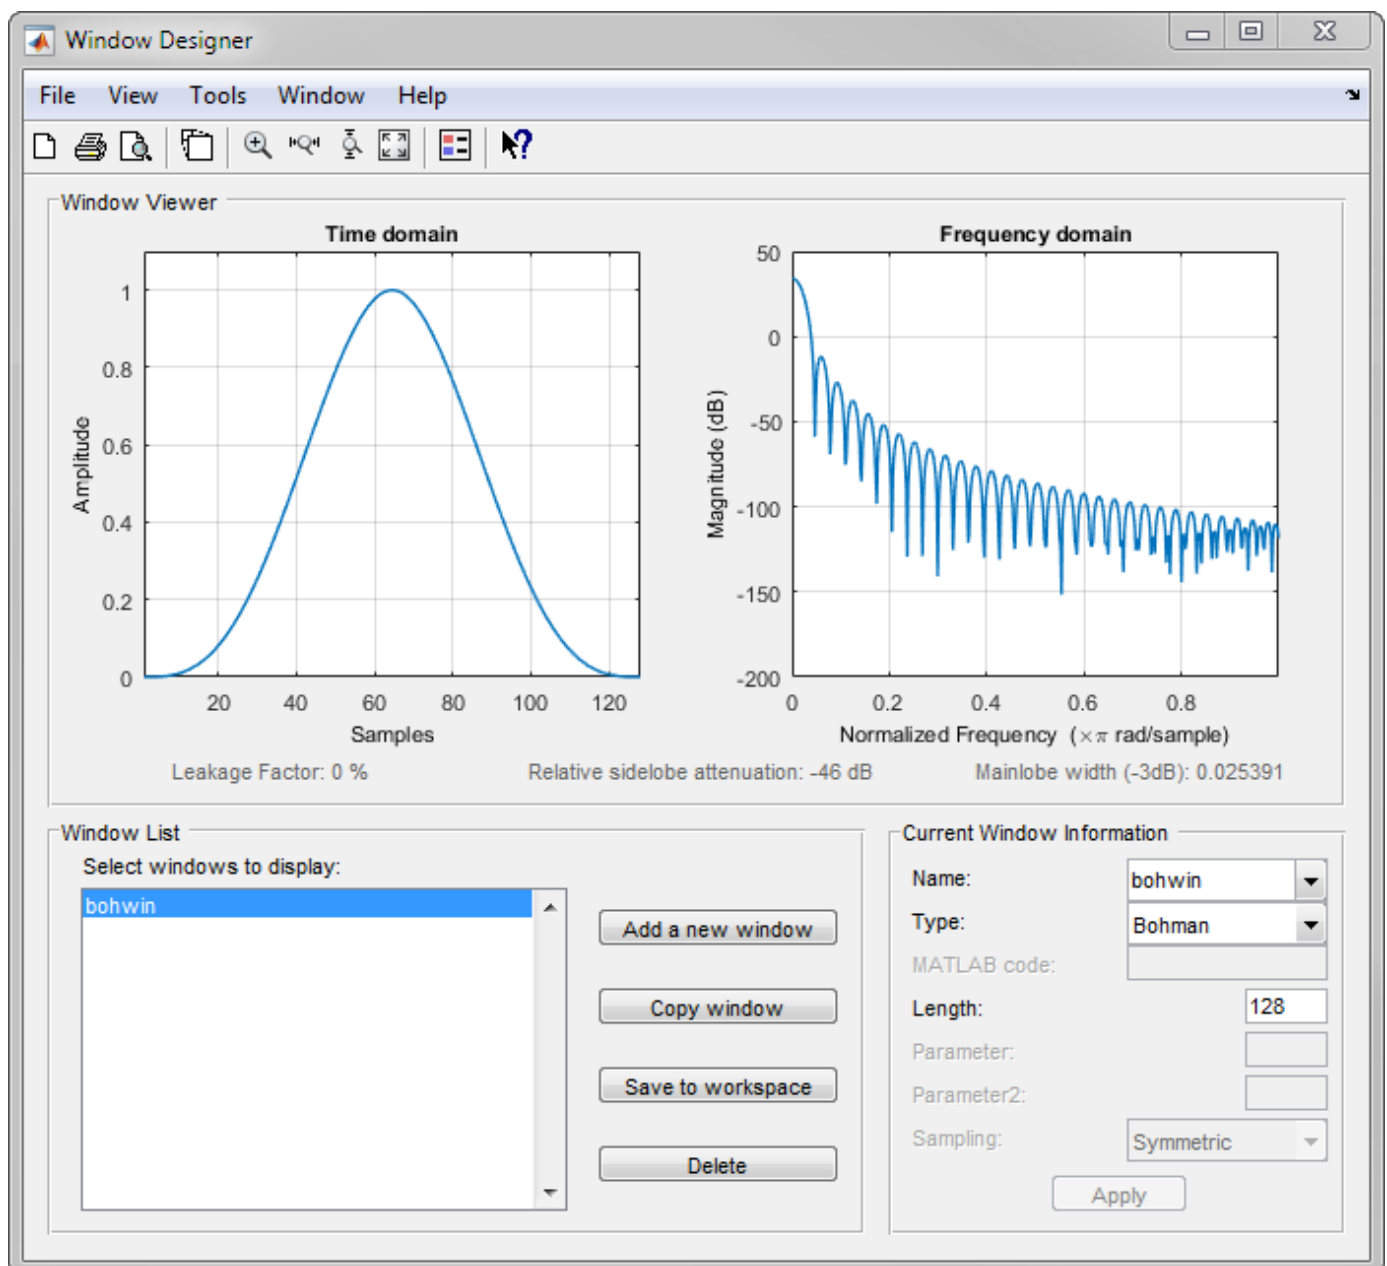 Window Designer
File View Tools Window Help
Window Viewer
Time domain
1
0.8
0.6
0.4
0.2
0
Amplitude
20 40 60 80 100 120
Samples
Frequency domain
50
0
-50
-100
-150
-200
Magnitude (dB)
0 0.2 0.4 0.6 0.8
Normalized Frequency (×π rad/sample)
Leakage Factor: 0 % Relative sidelobe attenuation: -46 dB Mainlobe width (-3dB): 0.025391
Window List
Select windows to display:
bohwin
Add a new window
Copy window
Save to workspace
Delete
Current Window Information
Name: bohwin
Type: Bohman
MATLAB code:
Length: 128
Parameter:
Parameter2:
Sampling: Symmetric
Apply